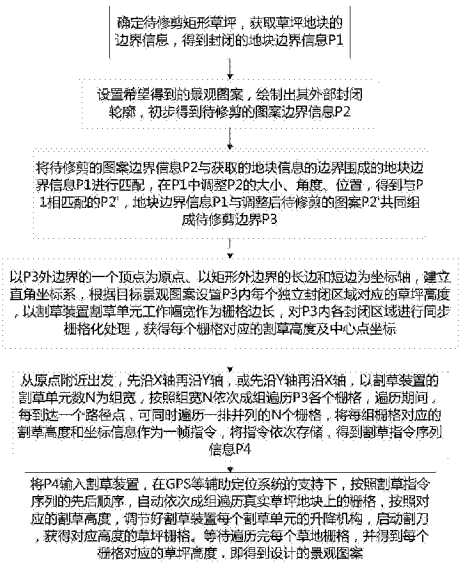 确定待修剪矩形草坪，获取草坪地块的
边界信息，得到封闭的地块边界信息P1
设置希望得到的景观图案，绘制出其外部封闭
轮廓，初步得到待修剪的图案边界信息P2
将待修剪的图案边界信息P2与获取的地块信息的边界围成的地块边
界信息P1进行匹配，在P1中调整P2的大小、角度、位置，得到与P
1相匹配的P2'，地块边界信息P1与调整后待修剪的图案P2'共同组
成待修剪边界P3
以P3外边界的一个顶点为原点、以矩形外边界的长边和短边为坐标轴，建立
直角坐标系，根据目标景观图案设置P3内每个独立封闭区域对应的草坪高度，
以割草装置割草单元工作幅宽作为栅格边长，对P3内各封闭区域进行同步
栅格化处理，获得每个栅格对应的割草高度及中心点坐标
从原点附近出发，先沿X轴再沿Y轴，或先沿Y轴再沿X轴，以割草装置的
割草单元数N为组宽，按照组宽N依次成组遍历P3各个栅格，遍历期间，
每到达一个路径点，可同时遍历一排并列的N个栅格，将每组栅格对应的
割草高度和坐标信息作为一帧指令，将指令依次存储，得到割草指令序列
信息P4
将P4输入割草装置，在GPS等辅助定位系统的支持下，按照割草指令
序列的先后顺序，自动依次成组遍历真实草坪地块上的栅格，按照对
应的割草高度，调节好割草装置每个割草单元的升降机构，启动割刀
，获得对应高度的草坪栅格。等待遍历完每个草地栅格，并得到每个
栅格对应的草坪高度，即得到设计的景观图案